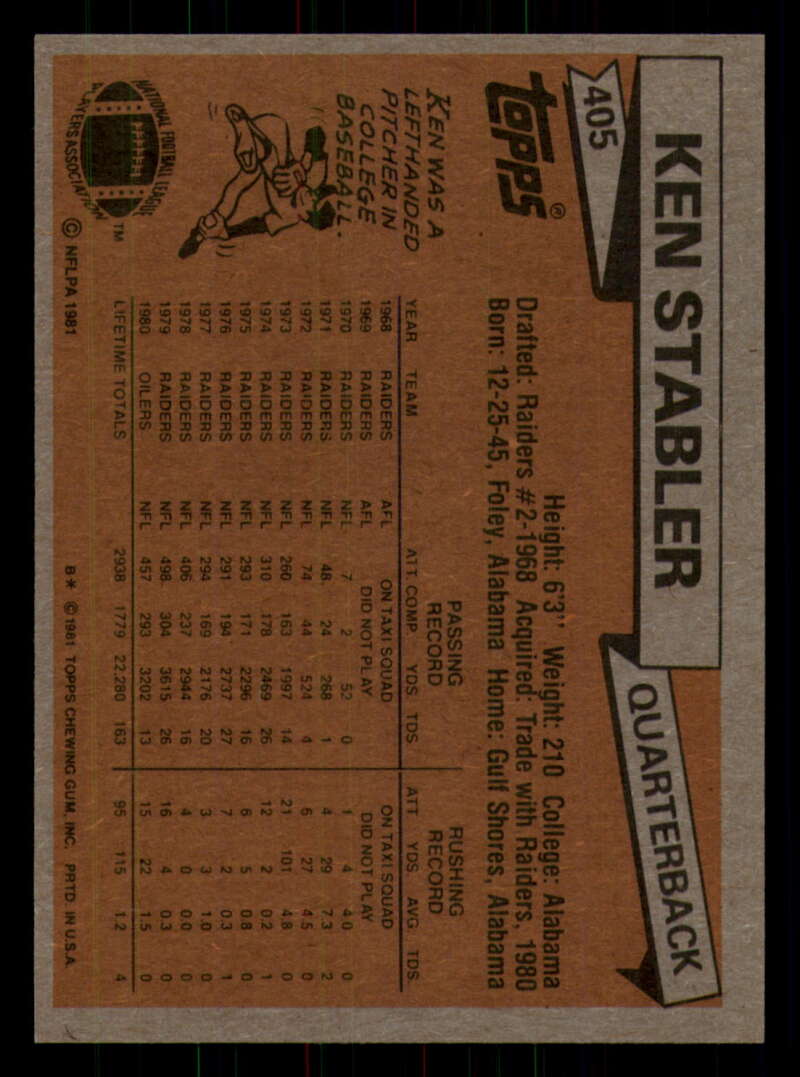 KEN STABLER
QUARTERBACK
405
TOPPS®
Height: 6'3" Weight: 210 College: Alabama
Drafted: Raiders #2-1968 Acquired: Trade with Raiders, 1980
Born: 12-25-45, Foley, Alabama Home: Gulf Shores, Alabama
KEN WAS A
LEFTHANDED
PITCHER IN
COLLEGE
BASEBALL.
PASSING RECORD RUSHING RECORD
YEAR TEAM ATT. COMP. YDS TDS ATT YDS AVG TDS
1968 RAIDERS AFL ON TAXI SQUAD ON TAXI SQUAD
1969 RAIDERS AFL DID NOT PLAY DID NOT PLAY
1970 RAIDERS NFL 7 2 52 0 1 4 4.0 0
1971 RAIDERS NFL 48 24 268 1 4 29 7.3 2
1972 RAIDERS NFL 74 44 524 4 6 27 4.5 0
1973 RAIDERS NFL 260 163 1997 14 21 101 4.8 0
1974 RAIDERS NFL 310 178 2469 26 12 2 0.2 1
1975 RAIDERS NFL 293 171 2296 16 6 5 0.8 0
1976 RAIDERS NFL 291 194 2737 27 7 2 0.3 1
1977 RAIDERS NFL 294 169 2176 20 3 3 1.0 0
1978 RAIDERS NFL 406 237 2944 16 4 0 0.0 0
1979 RAIDERS NFL 498 304 3615 26 16 4 0.3 0
1980 OILERS NFL 457 293 3202 13 15 22 1.5 0
LIFETIME TOTALS 2938 1779 22,280 163 95 115 1.2 4
NATIONAL FOOTBALL LEAGUE
PLAYERS ASSOCIATION
TM
© NFLPA 1981
B* © 1981 TOPPS CHEWING GUM, INC. PRTD. IN U.S.A.